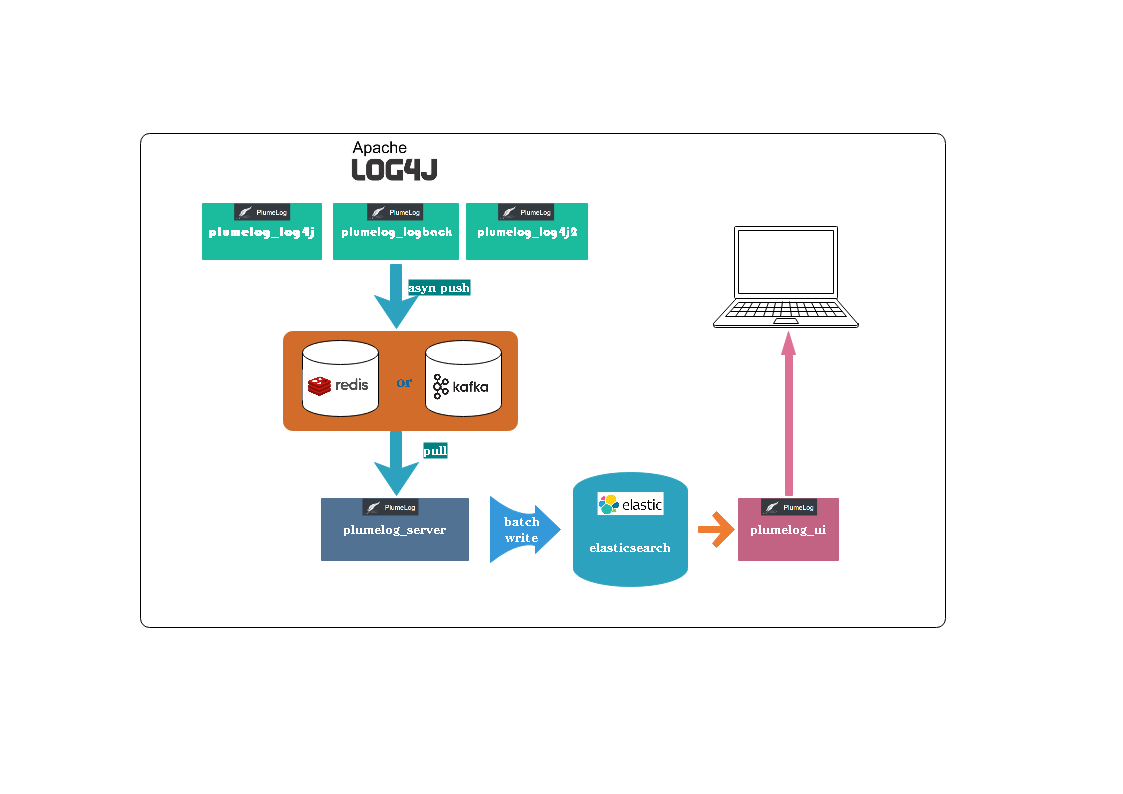 Apache
LOG4J
PlumeLog
PlumeLog
PlumeLog
plumelog_log4j
plumelog_logback
plumelog_log4j2
asyn push
redis
or
kafka
pull
PlumeLog
plumelog_server
batch
write
elastic
elasticsearch
PlumeLog
plumelog_ui